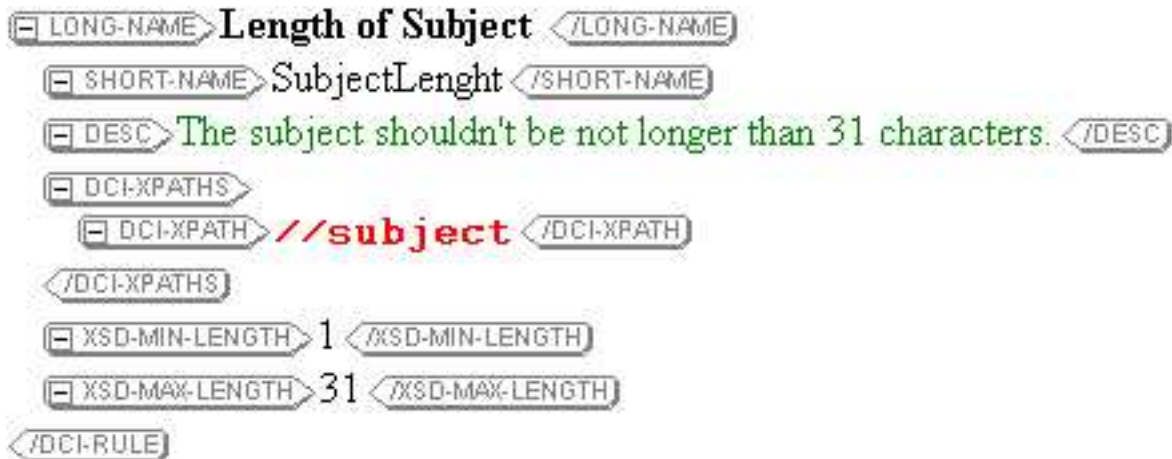 LONG-NAME Length of Subject /LONG-NAME
SHORT-NAME SubjectLenght /SHORT-NAME
DESC The subject shouldn't be not longer than 31 characters. /DESC
DCI-XPATHS
DCI-XPATH //subject /DCI-XPATH
/DCI-XPATHS
XSD-MIN-LENGTH 1 /XSD-MIN-LENGTH
XSD-MAX-LENGTH 31 /XSD-MAX-LENGTH
/DCI-RULE